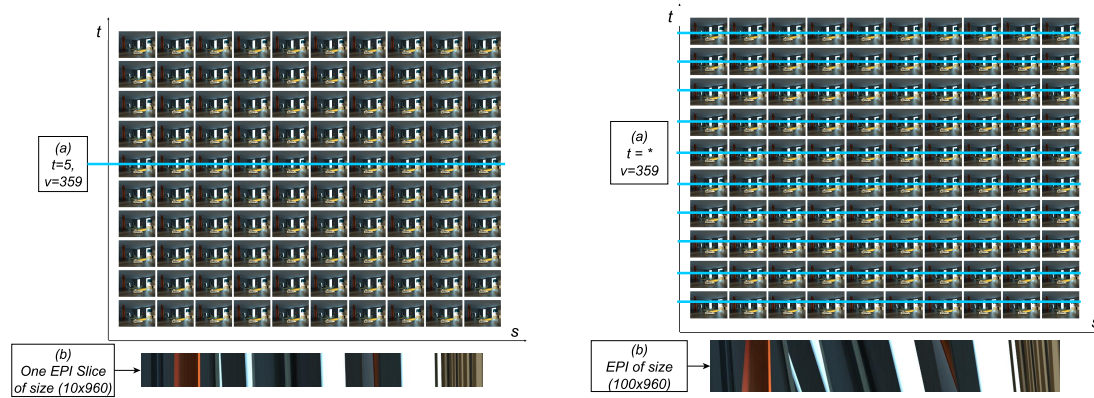 t
(a)
t=5,
v=359
s
(b)
One EPI Slice
of size (10x960)
t
(a)
t = *
v=359
s
(b)
EPI of size
(100x960)